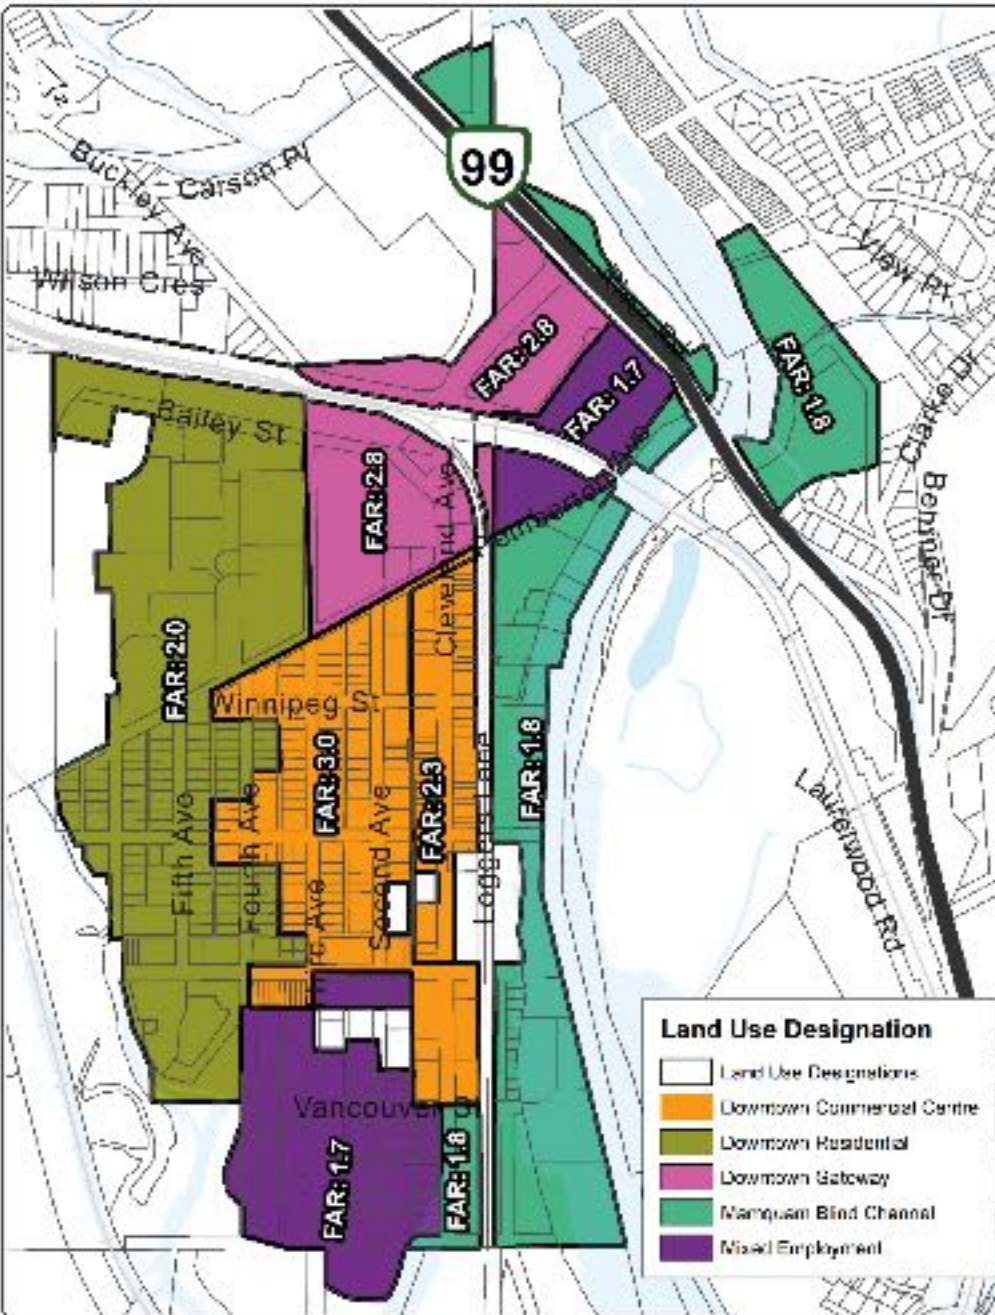 Buckley Ave
Carson Pl
Wilson Cres
99
View Pl
Clarke Dr
Bailey St
FAR: 2.8
FAR: 1.7
FAR: 1.8
FAR: 2.8
Cleveland Ave
FAR: 2.0
Winnipeg St
FAR: 3.0
FAR: 2.3
FAR: 1.8
Fifth Ave
Fourth Ave
Ave
Second Ave
Loggers Lane
Laurelwood Rd
Vancouver St
FAR: 1.7
FAR: 1.8
Land Use Designation
Land Use Designations
Downtown Commercial Centre
Downtown Residential
Downtown Gateway
Mamquam Blind Channel
Mixed Employment